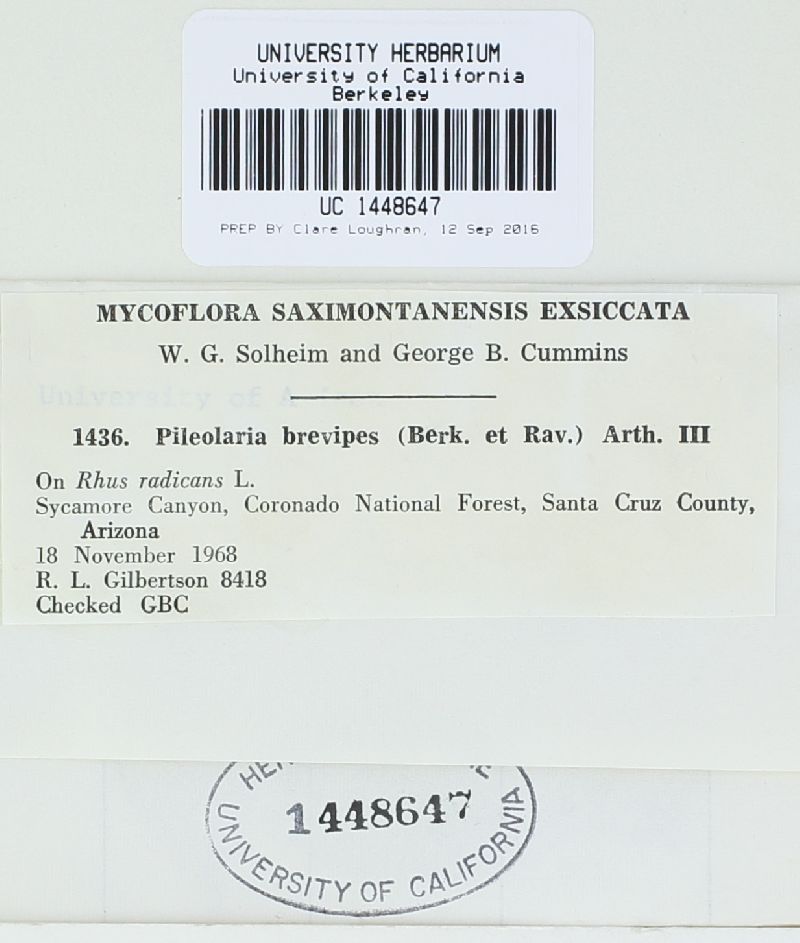 UNIVERSITY HERBARIUM
University of California
Berkeley
UC 1448647
PREP BY Clare Loughran, 12 Sep 2016
MYCOFLORA SAXIMONTANENSIS EXSICCATA
W. G. Solheim and George B. Cummins
University of
1436. Pileolaria brevipes (Berk. et Rav.) Arth. III
On Rhus radicans L.
Sycamore Canyon, Coronado National Forest, Santa Cruz County,
Arizona
18 November 1968
R. L. Gilbertson 8418
Checked GBC
1448647
UNIVERSITY OF CALIFORNIA